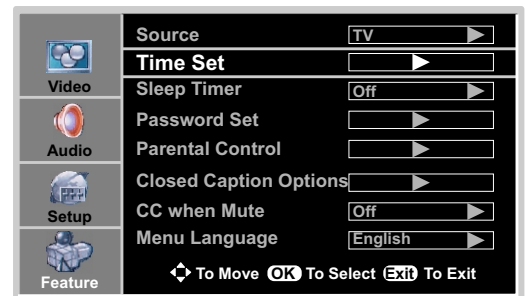 Video
Audio
Setup
Feature
Source TV
Time Set
Sleep Timer Off
Password Set
Parental Control
Closed Caption Options
CC when Mute Off
Menu Language English
To Move OK To Select Exit To Exit